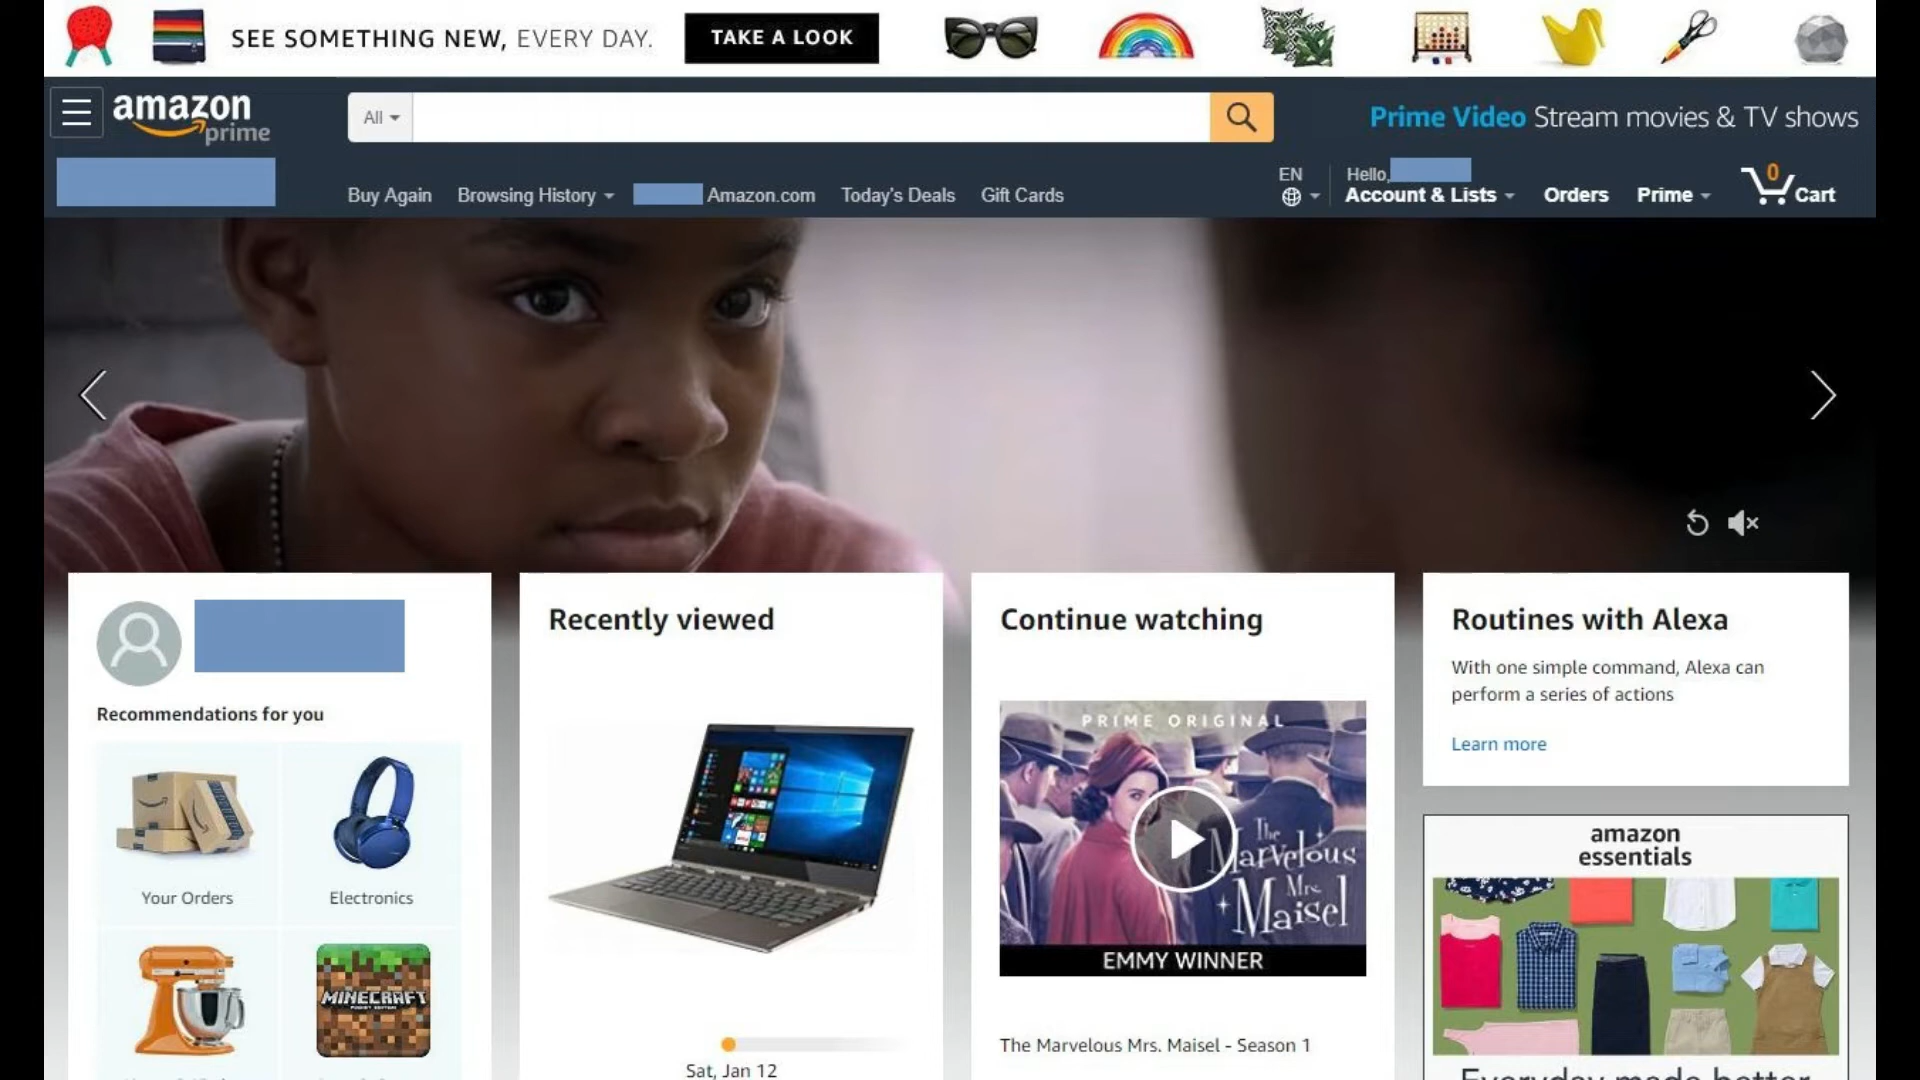 SEE SOMETHING NEW, EVERY DAY.
TAKE A LOOK
amazon
prime
All
Prime Video Stream movies & TV shows
Buy Again
Browsing History
Amazon.com
Today's Deals
Gift Cards
EN
Hello,
Account & Lists
Orders
Prime
0
Cart
Recommendations for you
Your Orders
Electronics
MINECRAFT
POCKET EDITION
Recently viewed
Sat, Jan 12
Continue watching
PRIME ORIGINAL
The
Marvelous
Mrs.
Maisel
EMMY WINNER
The Marvelous Mrs. Maisel - Season 1
Routines with Alexa
With one simple command, Alexa can
perform a series of actions
Learn more
amazon
essentials
Everyday made better